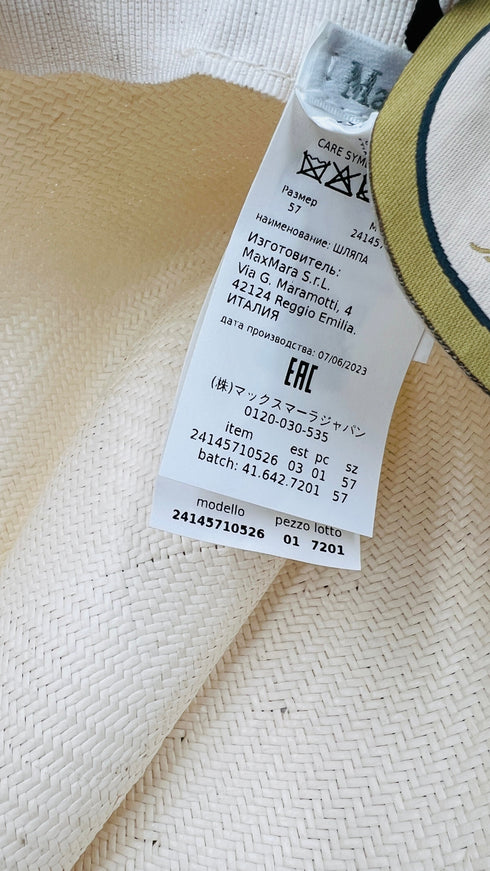 Ma
CARE SYM
Размер
57
M
24145
наименование: ШЛЯПА
Изготовитель:
MaxMara S.r.L.
Via G. Maramotti, 4
42124 Reggio Emilia.
ИТАЛИЯ
дата производства: 07/06/2023
EAC
(株)マックスマーラジャパン
0120-030-535
item est pc sz
24145710526 03 01 57
batch: 41.642.7201 57
modello pezzo lotto
24145710526 01 7201